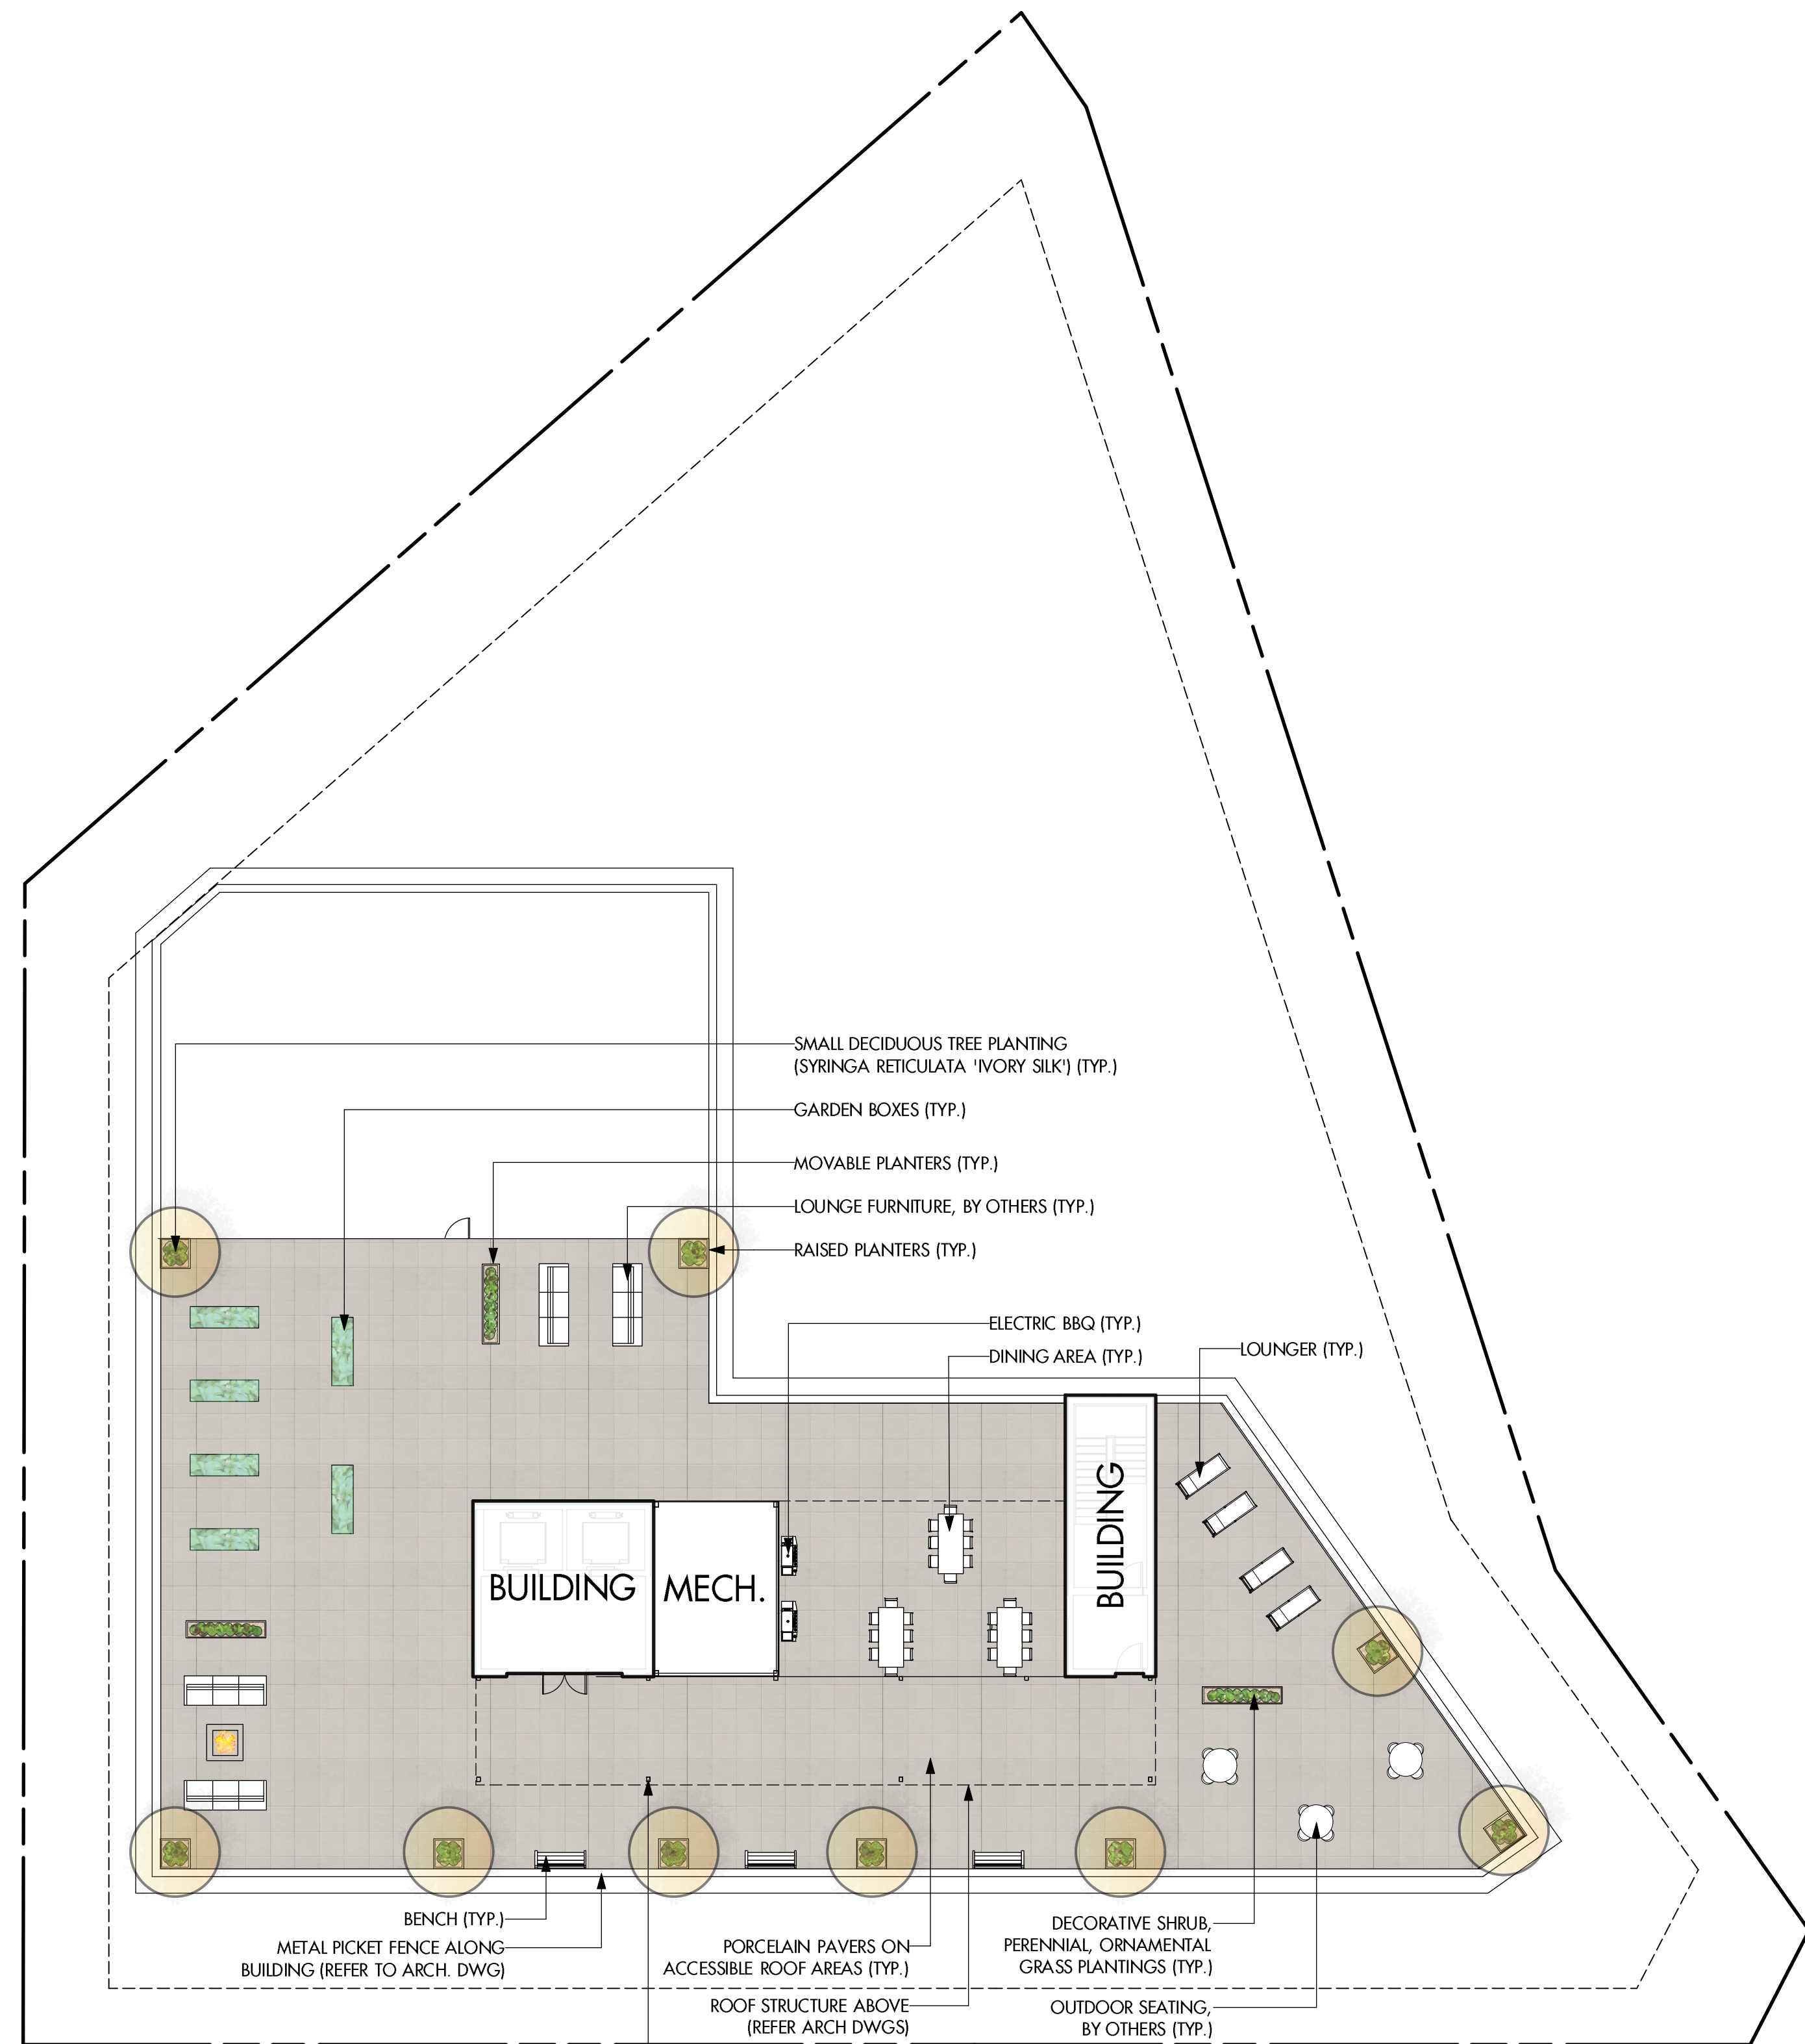 SMALL DECIDUOUS TREE PLANTING
(SYRINGA RETICULATA 'IVORY SILK') (TYP.)
GARDEN BOXES (TYP.)
MOVABLE PLANTERS (TYP.)
LOUNGE FURNITURE, BY OTHERS (TYP.)
RAISED PLANTERS (TYP.)
ELECTRIC BBQ (TYP.)
DINING AREA (TYP.)
LOUNGER (TYP.)
BUILDING
MECH.
BUILDING
BENCH (TYP.)
METAL PICKET FENCE ALONG
BUILDING (REFER TO ARCH. DWG)
PORCELAIN PAVERS ON
ACCESSIBLE ROOF AREAS (TYP.)
ROOF STRUCTURE ABOVE
(REFER ARCH DWGS)
DECORATIVE SHRUB,
PERENNIAL, ORNAMENTAL
GRASS PLANTINGS (TYP.)
OUTDOOR SEATING,
BY OTHERS (TYP.)